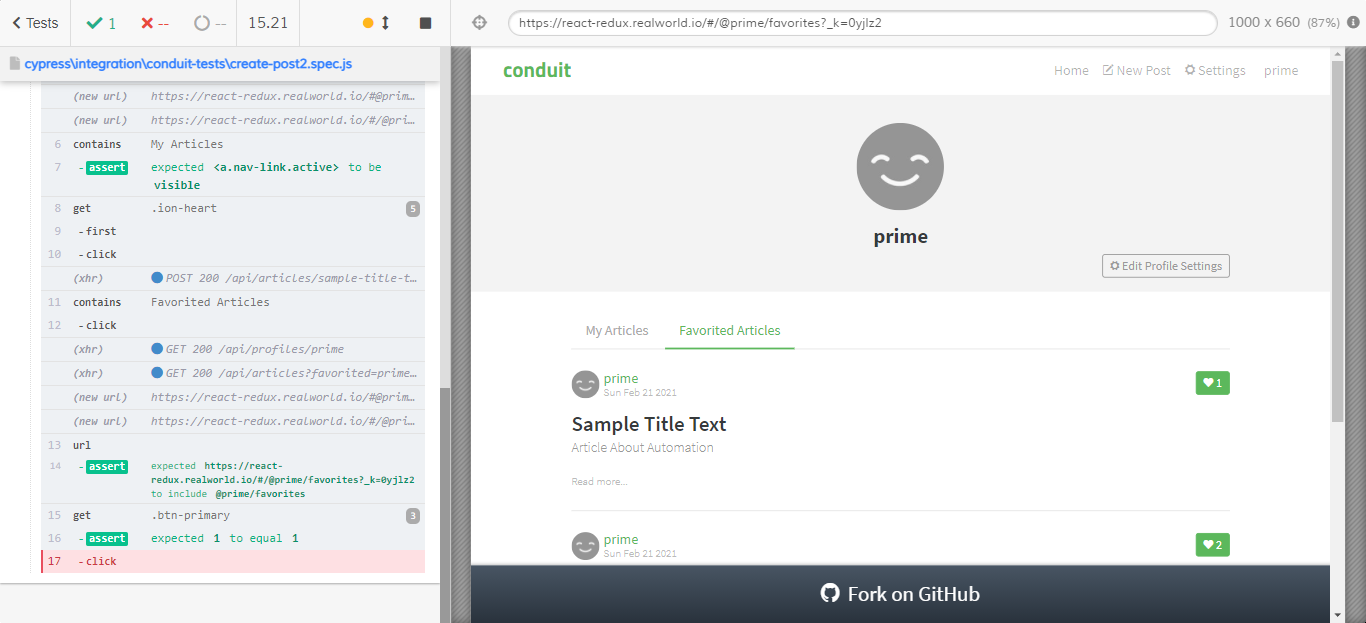 Tests 1 -- -- 15.21
https://react-redux.realworld.io/#/@prime/favorites?_k=0yjlz2 1000 x 660 (87%)
cypress\integration\conduit-tests\create-post2.spec.js
(new url) https://react-redux.realworld.io/#@prim...
(new url) https://react-redux.realworld.io/#/@pri...
6 contains My Articles
7 -assert expected <a.nav-link.active> to be
visible
8 get .ion-heart 5
9 -first
10 -click
(xhr) POST 200 /api/articles/sample-title-t...
11 contains Favorited Articles
12 -click
(xhr) GET 200 /api/profiles/prime
(xhr) GET 200 /api/articles?favorited=prime...
(new url) https://react-redux.realworld.io/#@prim...
(new url) https://react-redux.realworld.io/#/@pri...
13 url
14 -assert expected https://react-
redux.realworld.io/#/@prime/favorites?_k=0yjlz2
to include @prime/favorites
15 get .btn-primary 3
16 -assert expected 1 to equal 1
17 -click
conduit
Home New Post Settings prime
prime
Edit Profile Settings
My Articles Favorited Articles
prime
Sun Feb 21 2021
1
Sample Title Text
Article About Automation
Read more...
prime
Sun Feb 21 2021
2
Fork on GitHub